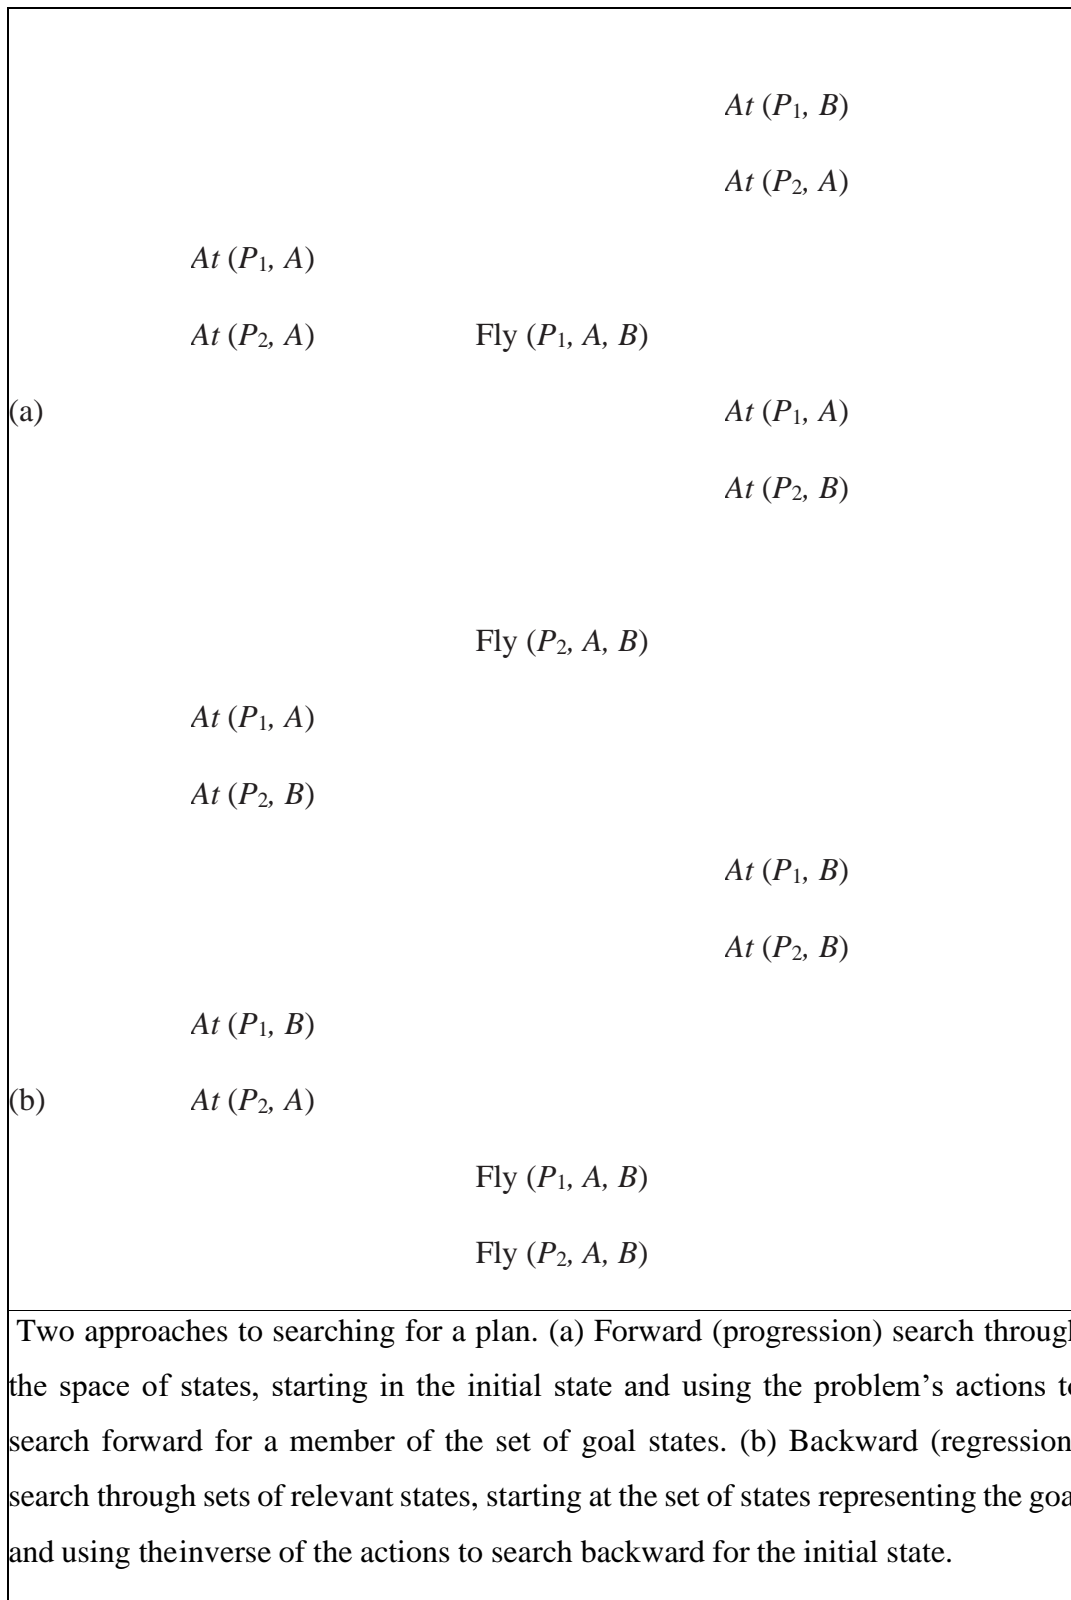 At (P₁, B)
At (P₂, A)
At (P₁, A)
At (P₂, A) Fly (P₁, A, B)
(a) At (P₁, A)
At (P₂, B)
Fly (P₂, A, B)
At (P₁, A)
At (P₂, B)
At (P₁, B)
At (P₂, B)
At (P₁, B)
(b) At (P₂, A)
Fly (P₁, A, B)
Fly (P₂, A, B)
Two approaches to searching for a plan. (a) Forward (progression) search through
the space of states, starting in the initial state and using the problem’s actions to
search forward for a member of the set of goal states. (b) Backward (regression)
search through sets of relevant states, starting at the set of states representing the goal
and using theinverse of the actions to search backward for the initial state.